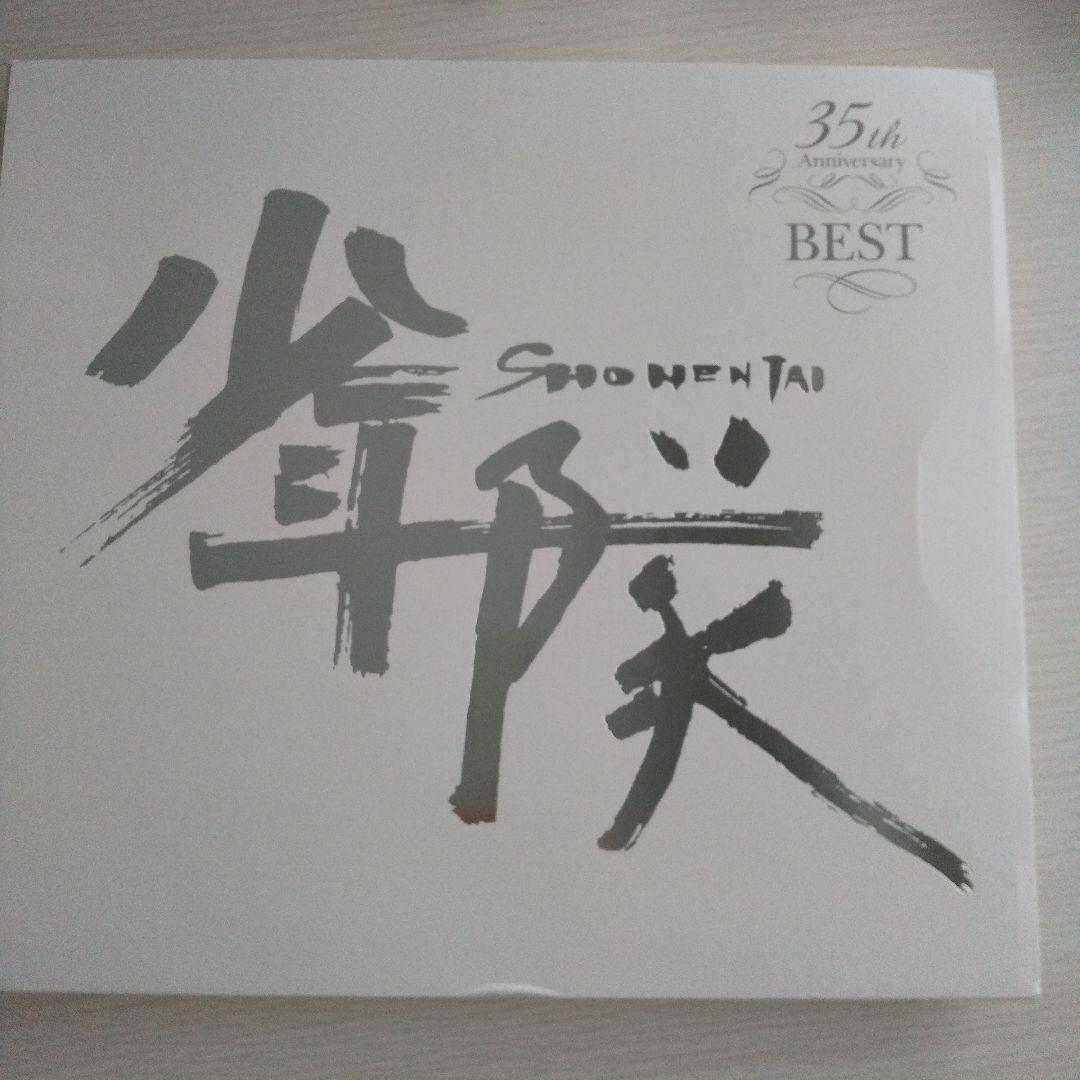 35th
Anniversary
BEST
SHONENTAI
少年隊